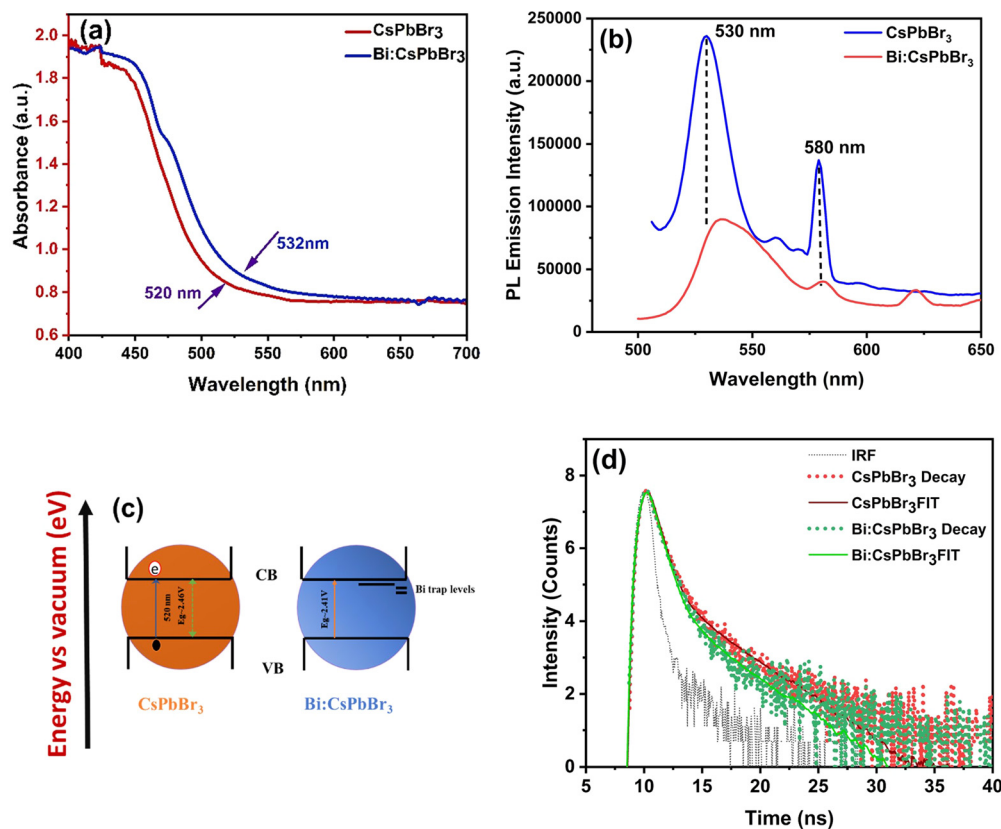 (a)
CsPbBr₃
Bi:CsPbBr₃
2.0
1.8
1.6
1.4
1.2
1.0
0.8
0.6
Absorbance (a.u.)
532nm
520 nm
400 450 500 550 600 650 700
Wavelength (nm)
(b)
530 nm
CsPbBr₃
Bi:CsPbBr₃
580 nm
250000
200000
150000
100000
50000
0
PL Emission Intensity (a.u.)
500 550 600 650
Wavelength (nm)
(c)
Energy vs vacuum (eV)
e
520 nm
Eg~2.46V
CB
VB
Eg~2.41V
Bi trap levels
CsPbBr₃
Bi:CsPbBr₃
(d)
IRF
CsPbBr₃ Decay
CsPbBr₃FIT
Bi:CsPbBr₃ Decay
Bi:CsPbBr₃FIT
8
6
4
2
0
Intensity (Counts)
5 10 15 20 25 30 35 40
Time (ns)